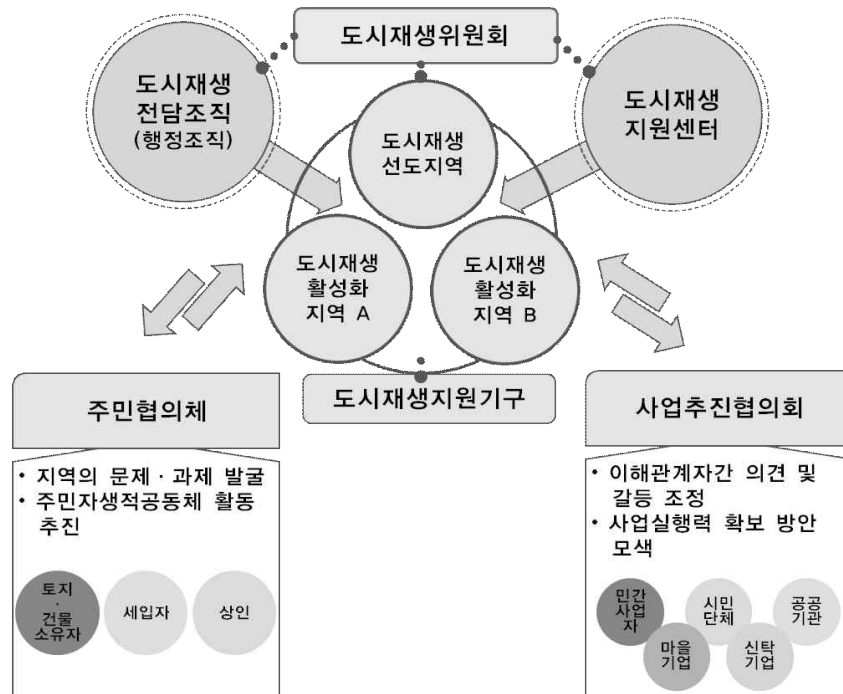 도시재생위원회
도시재생
전담조직
(행정조직)
도시재생
선도지역
도시재생
지원센터
도시재생
활성화
지역 A
도시재생
활성화
지역 B
도시재생지원기구
주민협의체
• 지역의 문제 · 과제 발굴
• 주민자생적공동체 활동
추진
토지
·
건물
소유자
세입자
상인
사업추진협의회
• 이해관계자간 의견 및
갈등 조정
• 사업실행력 확보 방안
모색
민간
사업
자
시민
단체
공공
기관
마을
기업
신탁
기업